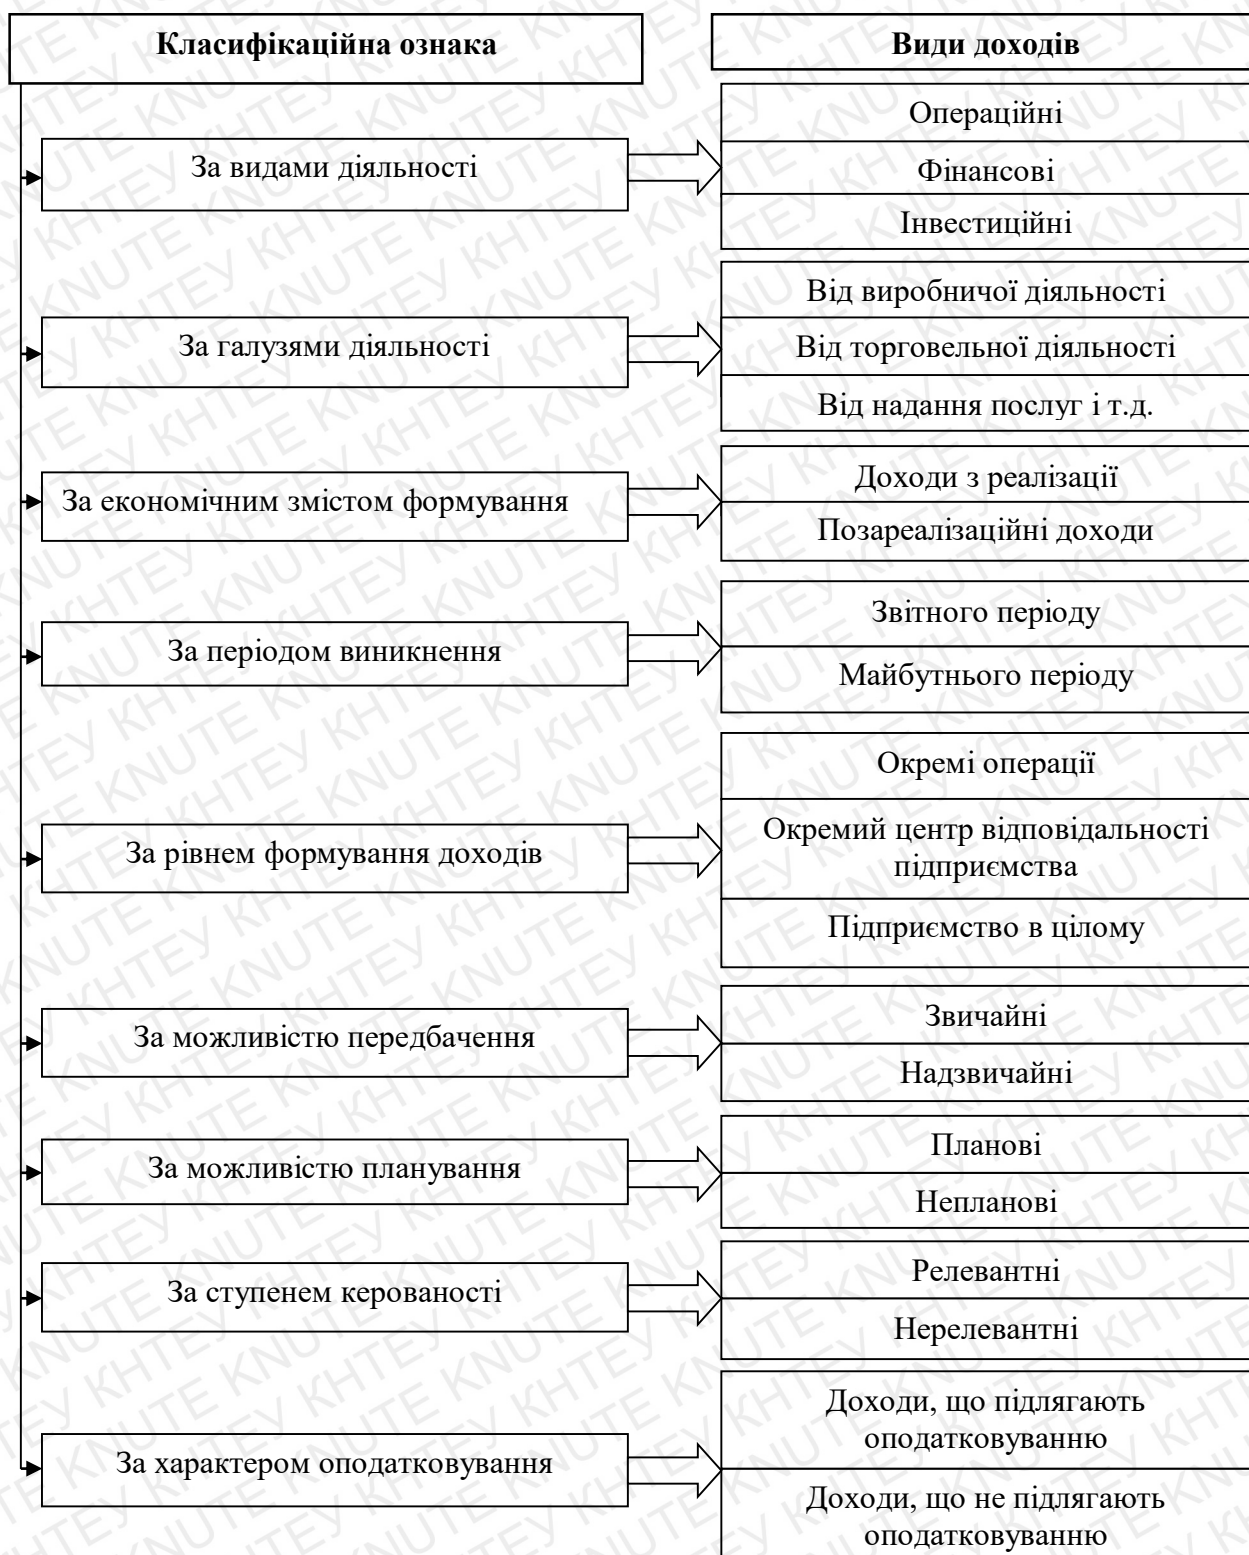 Класифікаційна ознака
Види доходів
За видами діяльності
Операційні
Фінансові
Інвестиційні
За галузями діяльності
Від виробничої діяльності
Від торговельної діяльності
Від надання послуг і т.д.
За економічним змістом формування
Доходи з реалізації
Позареалізаційні доходи
За періодом виникнення
Звітного періоду
Майбутнього періоду
За рівнем формування доходів
Окремі операції
Окремий центр відповідальності
підприємства
Підприємство в цілому
За можливістю передбачення
Звичайні
Надзвичайні
За можливістю планування
Планові
Непланові
За ступенем керованості
Релевантні
Нерелевантні
За характером оподатковування
Доходи, що підлягають
оподатковуванню
Доходи, що не підлягають
оподатковуванню